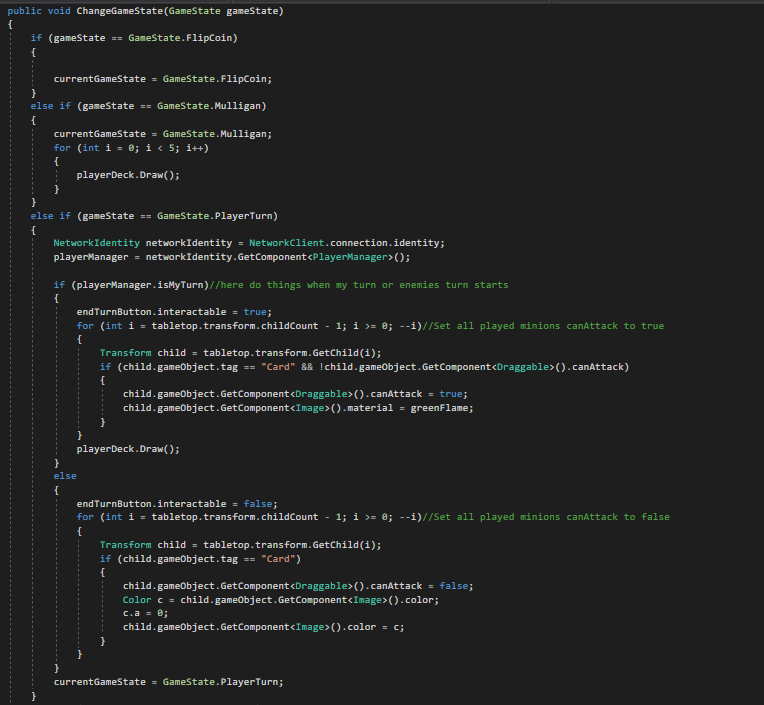 public void ChangeGameState(GameState gameState)
{
if (gameState == GameState.FlipCoin)
{
currentGameState = GameState.FlipCoin;
}
else if (gameState == GameState.Mulligan)
{
currentGameState = GameState.Mulligan;
for (int i = 0; i < 5; i++)
{
playerDeck.Draw();
}
}
else if (gameState == GameState.PlayerTurn)
{
NetworkIdentity networkIdentity = NetworkClient.connection.identity;
playerManager = networkIdentity.GetComponent<PlayerManager>();
if (playerManager.isMyTurn)//here do things when my turn or enemies turn starts
{
endTurnButton.interactable = true;
for (int i = tabletop.transform.childCount - 1; i >= 0; --i)//Set all played minions canAttack to true
{
Transform child = tabletop.transform.GetChild(i);
if (child.gameObject.tag == "Card" && !child.gameObject.GetComponent<Draggable>().canAttack)
{
child.gameObject.GetComponent<Draggable>().canAttack = true;
child.gameObject.GetComponent<Image>().material = greenFlame;
}
}
playerDeck.Draw();
}
else
{
endTurnButton.interactable = false;
for (int i = tabletop.transform.childCount - 1; i >= 0; --i)//Set all played minions canAttack to false
{
Transform child = tabletop.transform.GetChild(i);
if (child.gameObject.tag == "Card")
{
child.gameObject.GetComponent<Draggable>().canAttack = false;
Color c = child.gameObject.GetComponent<Image>().color;
c.a = 0;
child.gameObject.GetComponent<Image>().color = c;
}
}
}
currentGameState = GameState.PlayerTurn;
}